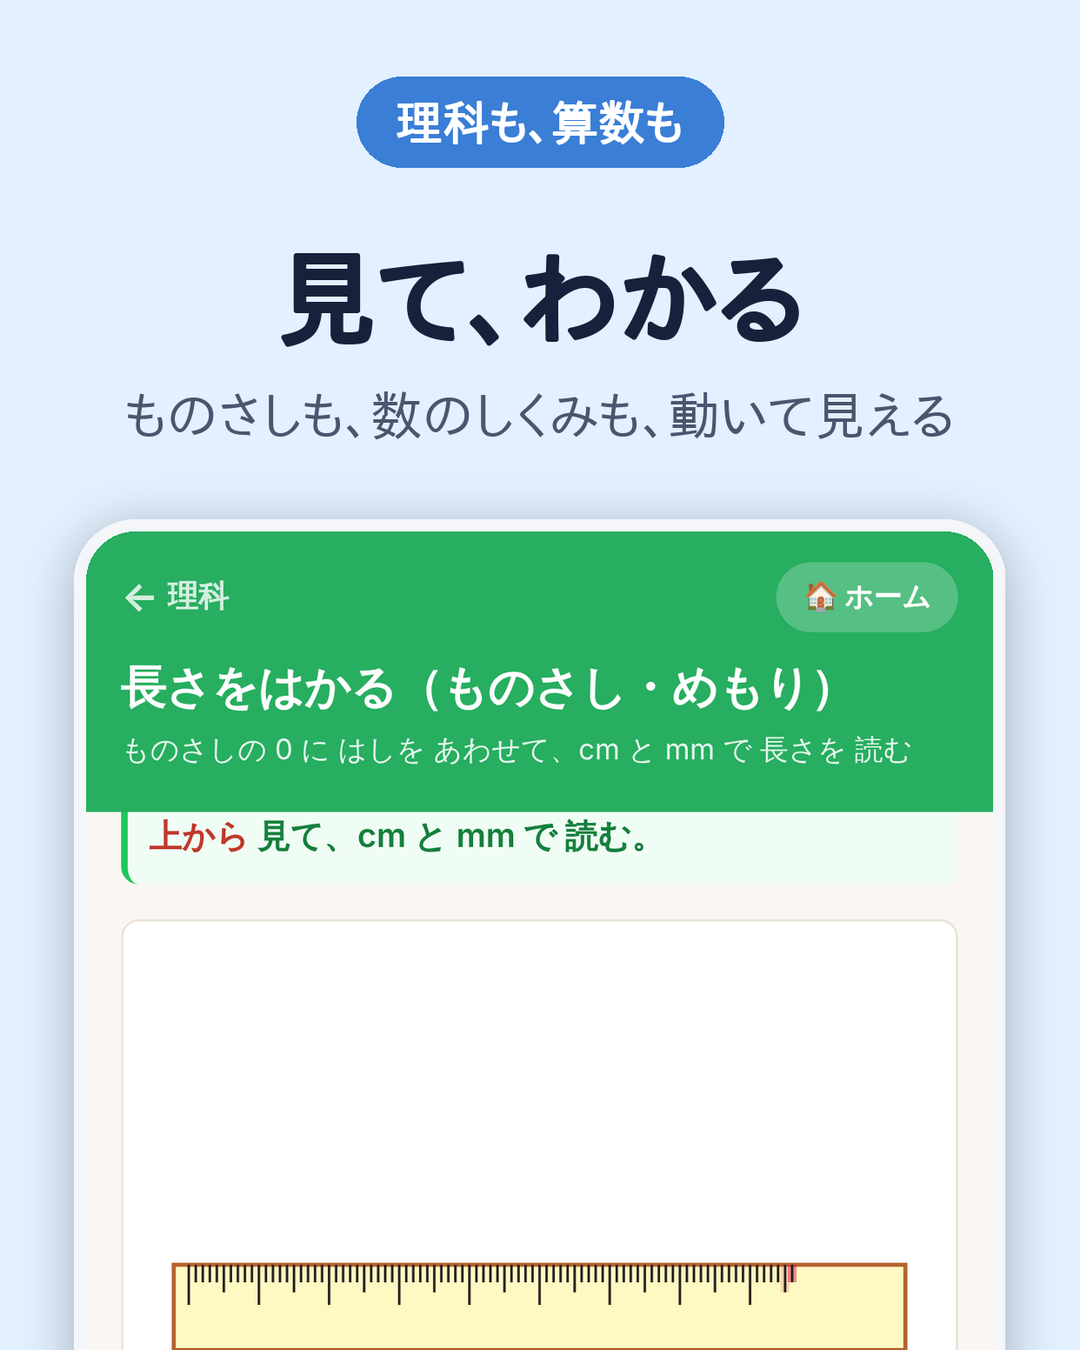 理科も、算数も
見て、わかる
ものさしも、数のしくみも、動いて見える
← 理科
🏠 ホーム
長さをはかる（ものさし・めもり）
ものさしの 0 に はしを あわせて、cm と mm で 長さを 読む
上から 見て、cm と mm で 読む。